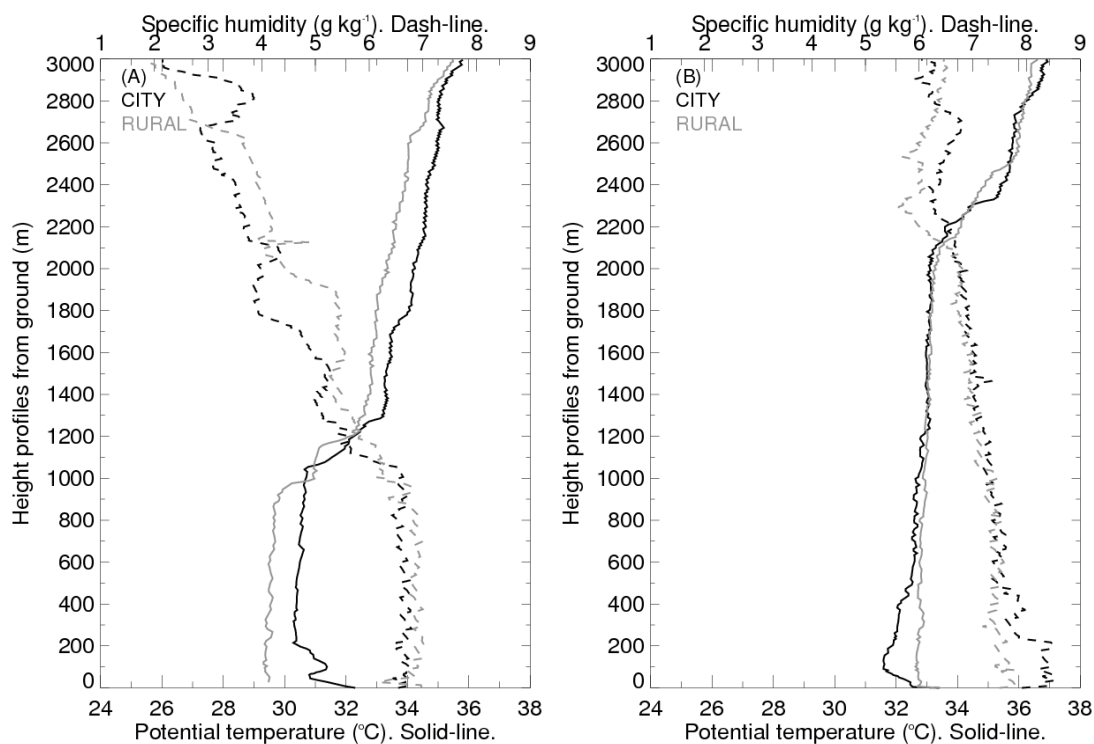 Specific humidity (g kg⁻¹). Dash-line.
1 2 3 4 5 6 7 8 9
3000
2800
2600
2400
2200
2000
1800
1600
1400
1200
1000
800
600
400
200
0
Height profiles from ground (m)
(A)
CITY
RURAL
24 26 28 30 32 34 36 38
Potential temperature (°C). Solid-line.
Specific humidity (g kg⁻¹). Dash-line.
1 2 3 4 5 6 7 8 9
3000
2800
2600
2400
2200
2000
1800
1600
1400
1200
1000
800
600
400
200
0
Height profiles from ground (m)
(B)
CITY
RURAL
24 26 28 30 32 34 36 38
Potential temperature (°C). Solid-line.